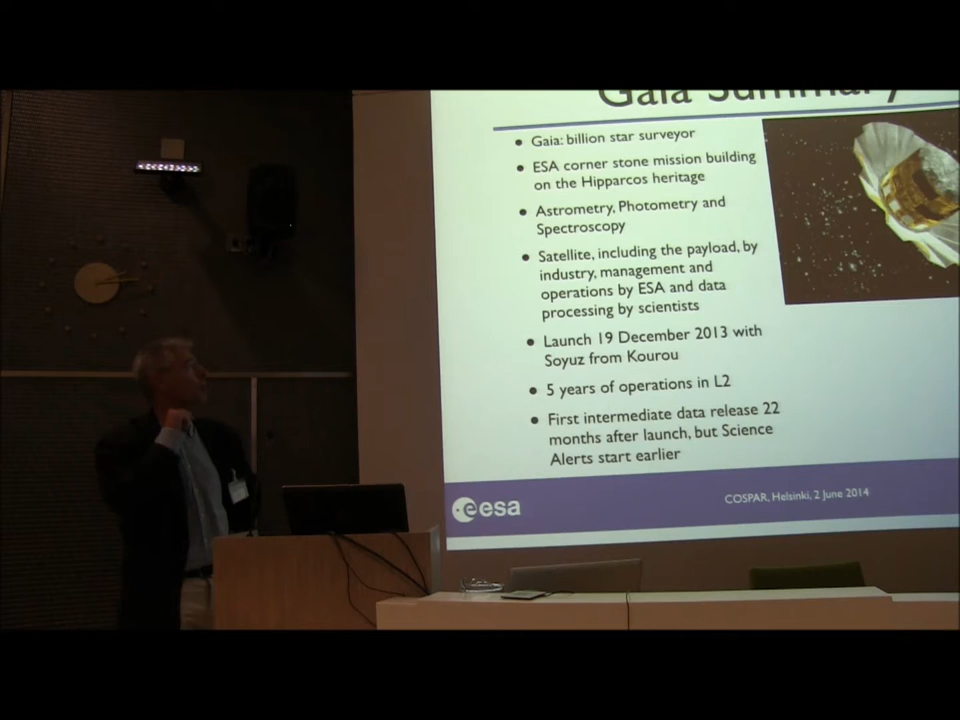 Gaia Summary
• Gaia: billion star surveyor
• ESA corner stone mission building
on the Hipparcos heritage
• Astrometry, Photometry and
Spectroscopy
• Satellite, including the payload, by
industry, management and
operations by ESA and data
processing by scientists
• Launch 19 December 2013 with
Soyuz from Kourou
• 5 years of operations in L2
• First intermediate data release 22
months after launch, but Science
Alerts start earlier
esa
COSPAR, Helsinki, 2 June 2014